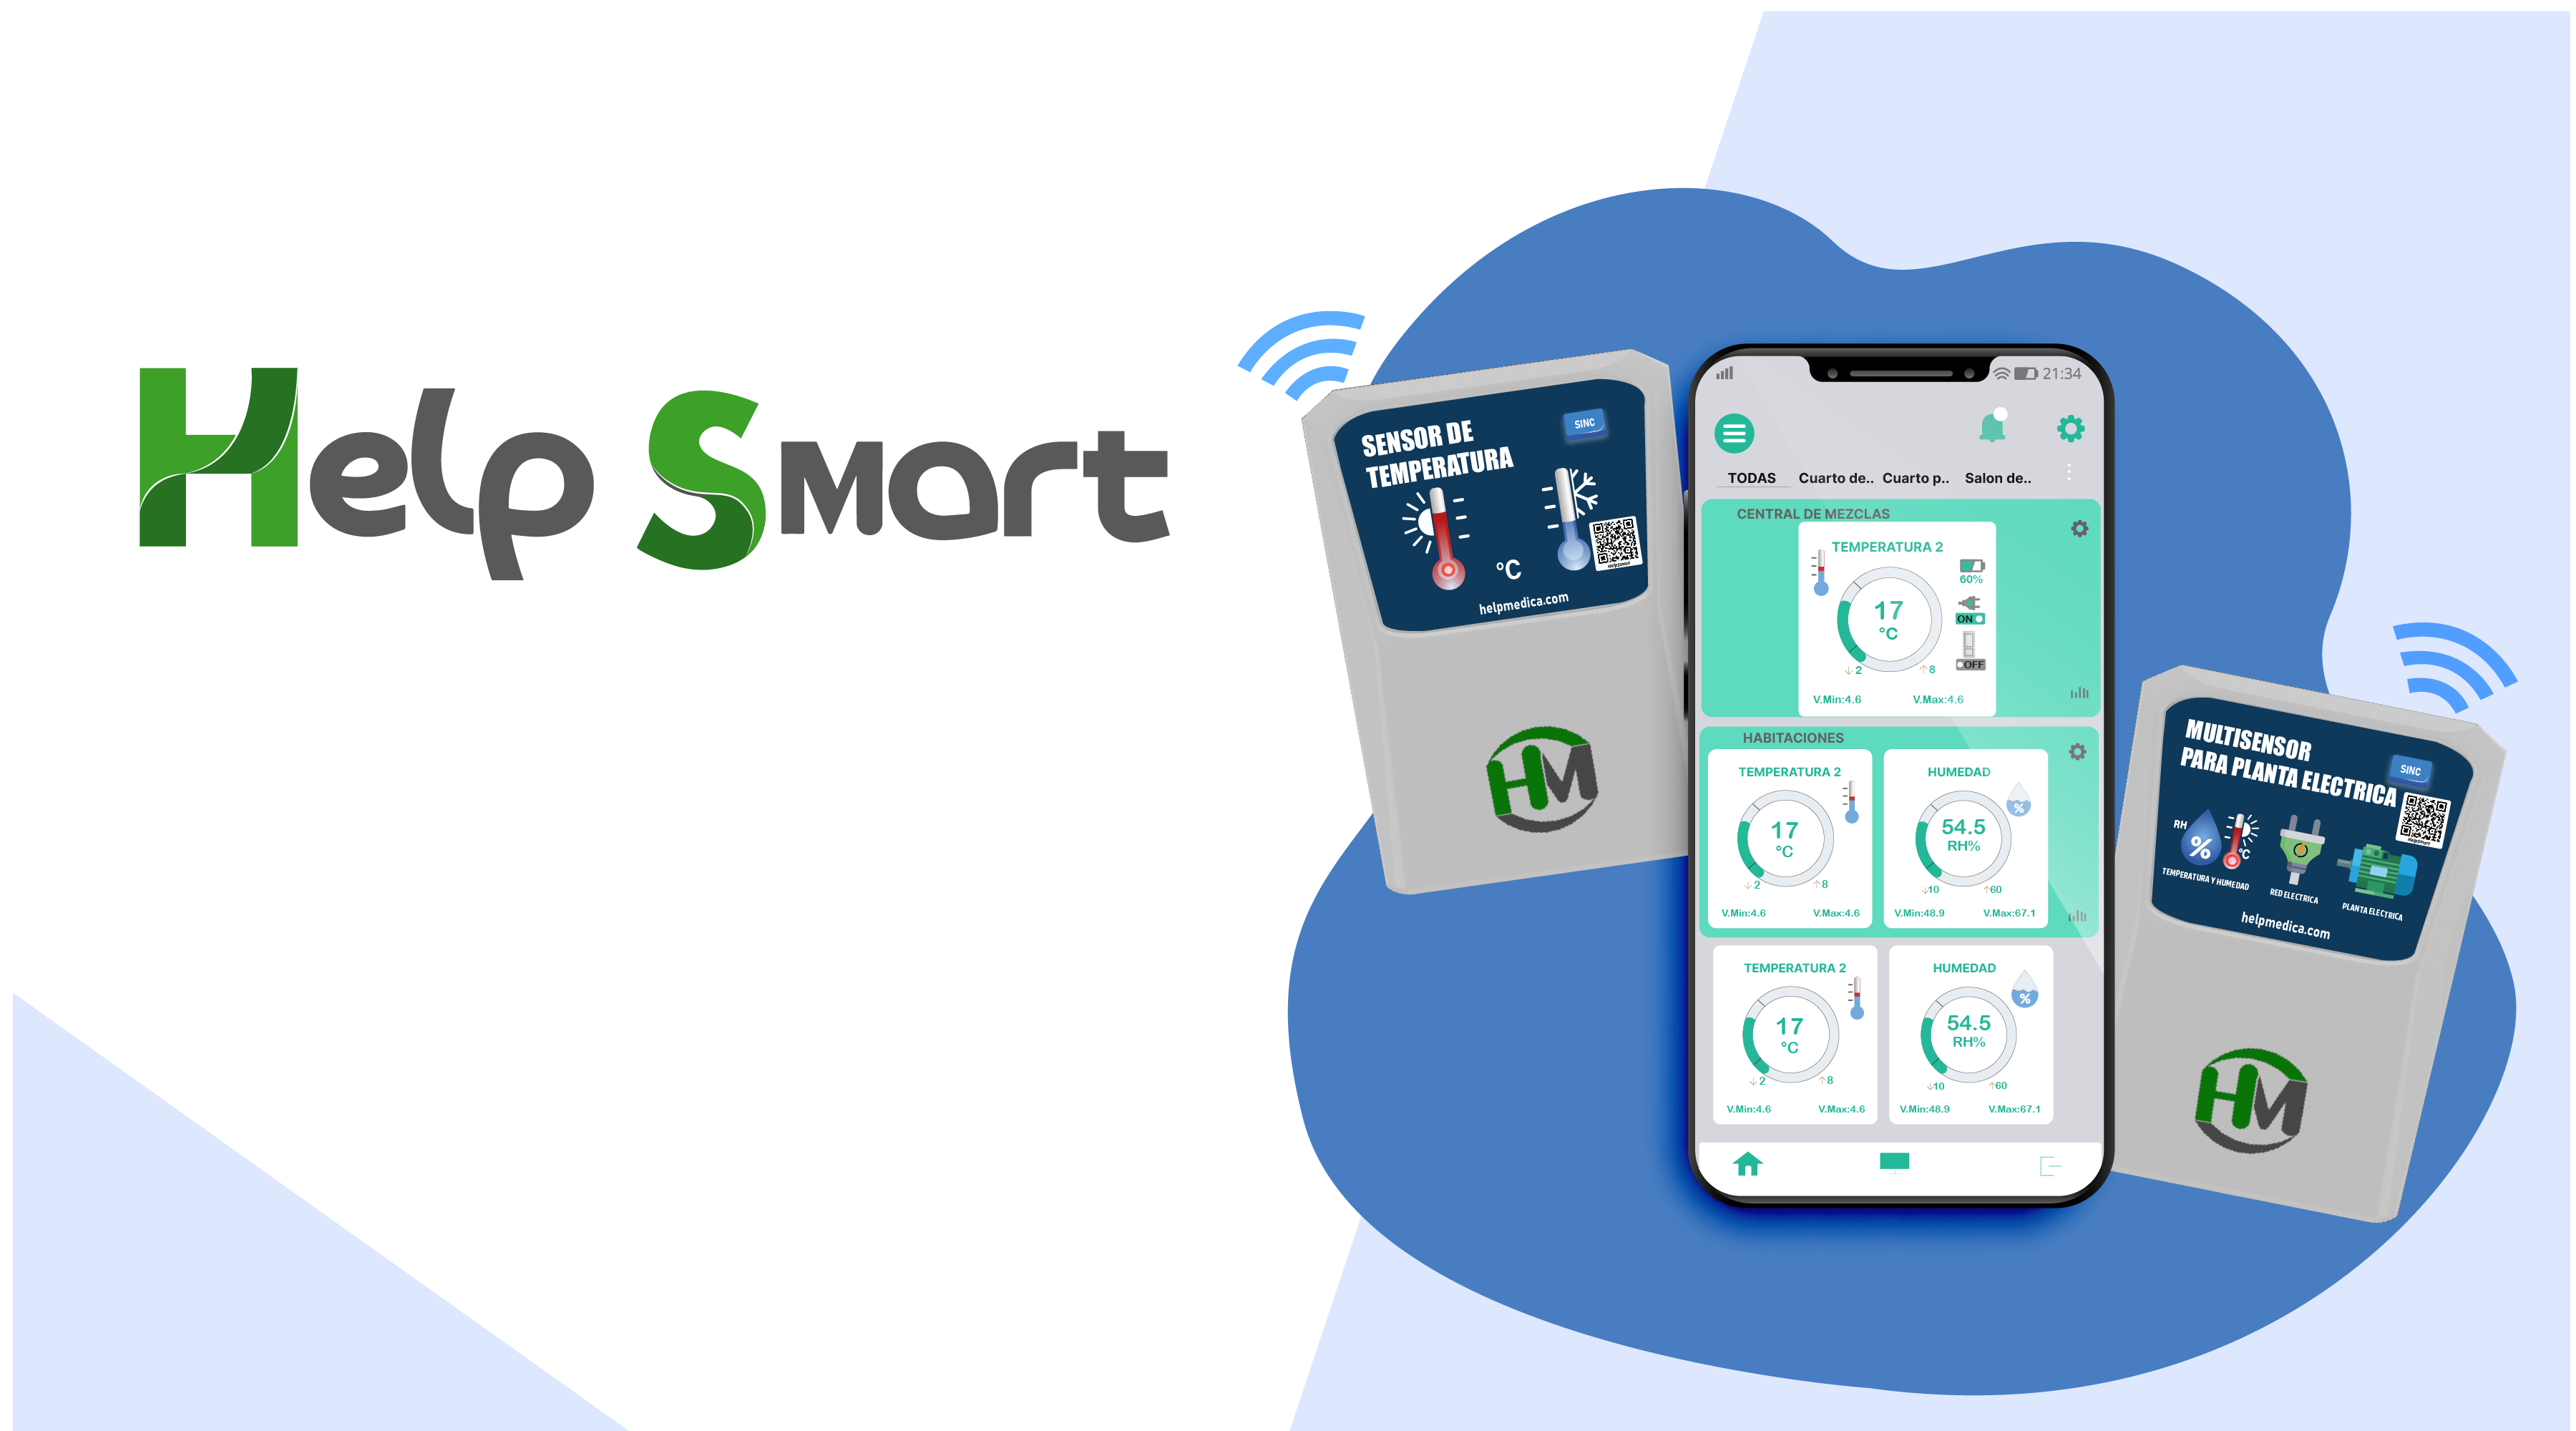 Help Smart
SENSOR DE
TEMPERATURA
SINC
°C
HelpSmart
helpmedica.com
HM
21:34
TODAS Cuarto de.. Cuarto p.. Salon de..
CENTRAL DE MEZCLAS
TEMPERATURA 2
60%
17
°C
ON
OFF
↓2 ↑8
V.Min:4.6 V.Max:4.6
HABITACIONES
TEMPERATURA 2
17
°C
↓2 ↑8
V.Min:4.6 V.Max:4.6
HUMEDAD
%
54.5
RH%
↓10 ↑60
V.Min:48.9 V.Max:67.1
TEMPERATURA 2
17
°C
↓2 ↑8
V.Min:4.6 V.Max:4.6
HUMEDAD
%
54.5
RH%
↓10 ↑60
V.Min:48.9 V.Max:67.1
MULTISENSOR
PARA PLANTA ELECTRICA
SINC
HelpSmart
RH
%
°C
TEMPERATURA Y HUMEDAD
RED ELECTRICA
PLANTA ELECTRICA
helpmedica.com
HM